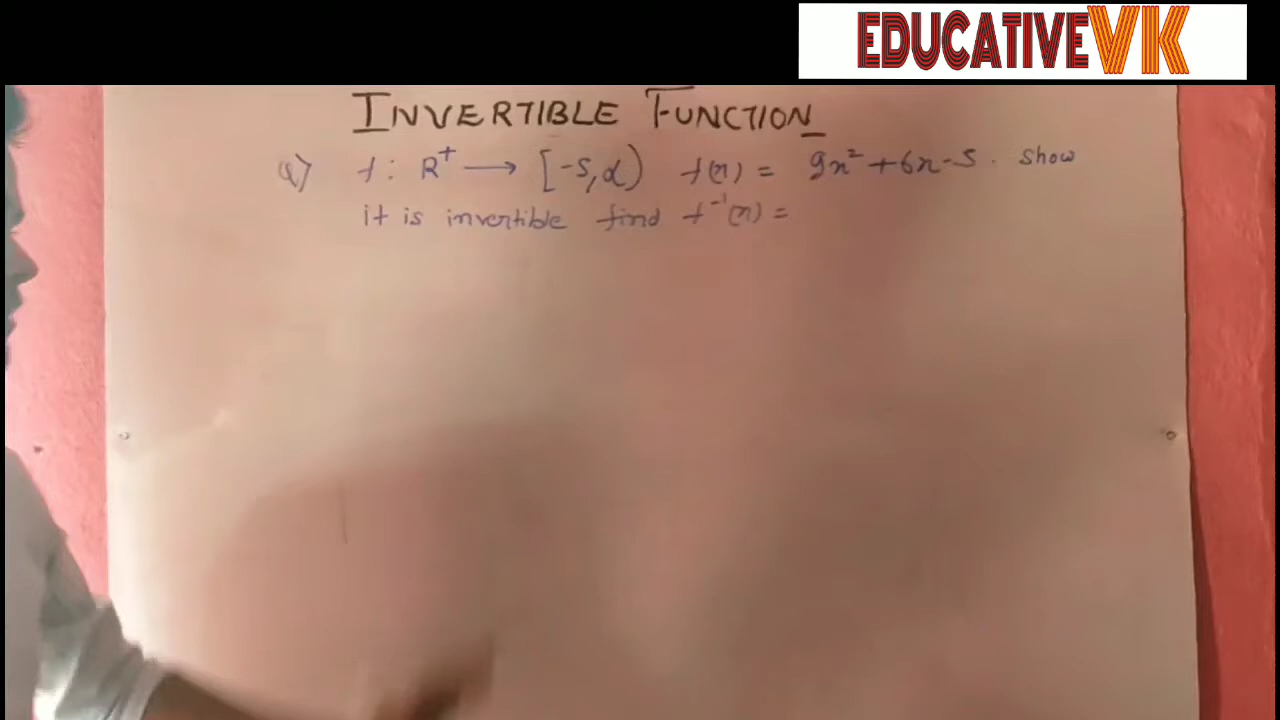 EDUCATIVEVK
INVERTIBLE FUNCTION
Q) f: R⁺ → [-5, α) f(x) = 9x² + 6x - 5. show
it is invertible find f⁻¹(x) =